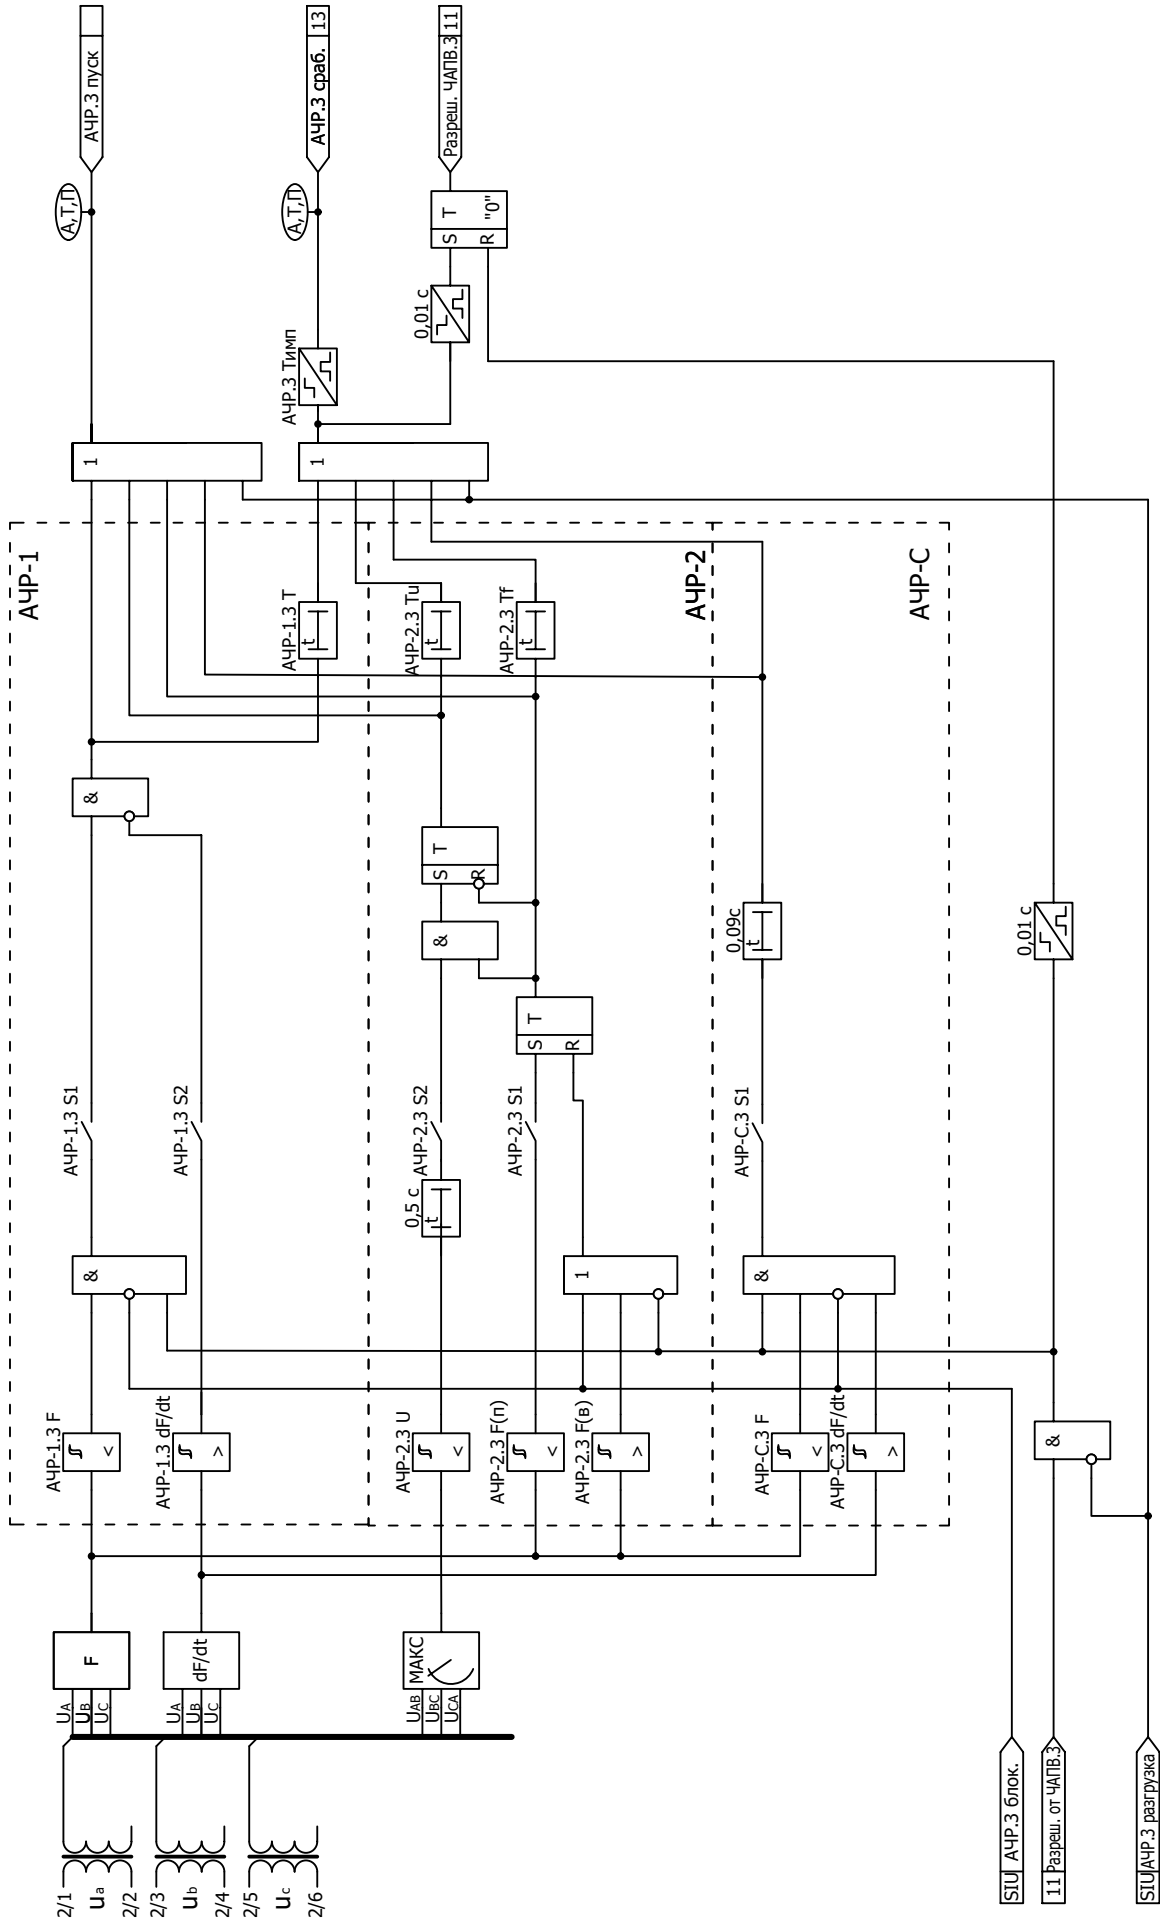 2/1
ua
2/2
2/3
ub
2/4
2/5
uc
2/6
UA
UB
UC
F
UA
UB
UC
dF/dt
UAB
UBC
UCA
МАКС
АЧР-1
АЧР-1.3 F
<
АЧР-1.3 dF/dt
>
&
АЧР-1.3 S1
АЧР-1.3 S2
&
АЧР-1.3 T
t
АЧР-2
АЧР-2.3 U
<
АЧР-2.3 F(п)
<
АЧР-2.3 F(в)
>
0,5 с
t
АЧР-2.3 S2
АЧР-2.3 S1
1
S T
R
&
S T
R
АЧР-2.3 Tu
t
АЧР-2.3 Tf
t
АЧР-С
АЧР-С.3 F
<
АЧР-С.3 dF/dt
>
&
АЧР-С.3 S1
0,09с
t
1
1
АЧР.3 Тимп
0,01 с
S T
R "0"
А,Т,П
А,Т,П
АЧР.3 пуск
АЧР.3 сраб. 13
Разреш. ЧАПВ.3 11
SIU АЧР.3 блок.
11 Разреш. от ЧАПВ.3
SIU АЧР.3 разгрузка
&
0,01 с